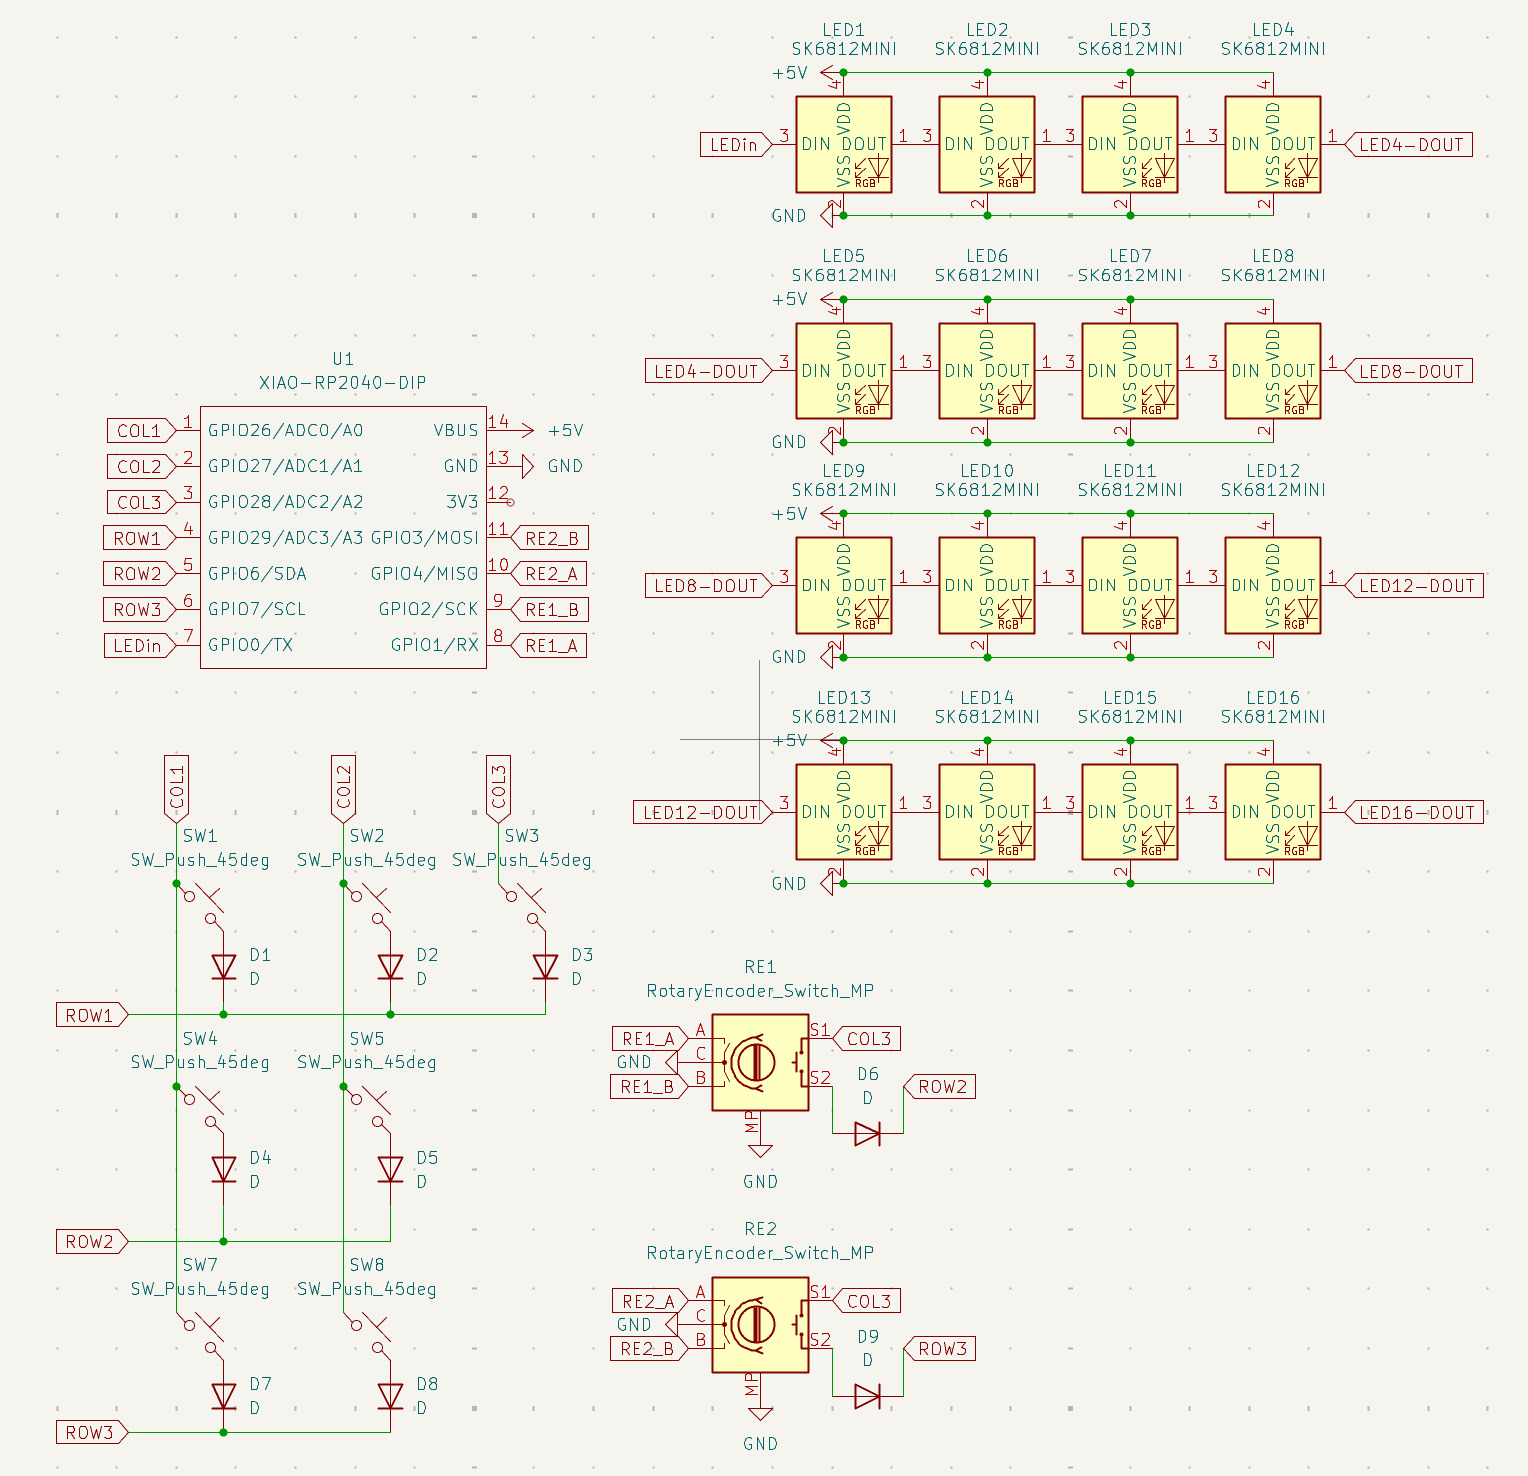 LED1 LED2 LED3 LED4
SK6812MINI SK6812MINI SK6812MINI SK6812MINI
+5V
4 4 4 4
VDD VDD VDD VDD
LEDin 3 DIN DOUT 1 3 DIN DOUT 1 3 DIN DOUT 1 3 DIN DOUT 1 LED4-DOUT
VSS VSS VSS VSS
RGB RGB RGB RGB
2 2 2 2
GND
LED5 LED6 LED7 LED8
SK6812MINI SK6812MINI SK6812MINI SK6812MINI
+5V
4 4 4 4
VDD VDD VDD VDD
LED4-DOUT 3 DIN DOUT 1 3 DIN DOUT 1 3 DIN DOUT 1 3 DIN DOUT 1 LED8-DOUT
VSS VSS VSS VSS
RGB RGB RGB RGB
2 2 2 2
GND
LED9 LED10 LED11 LED12
SK6812MINI SK6812MINI SK6812MINI SK6812MINI
+5V
4 4 4 4
VDD VDD VDD VDD
LED8-DOUT 3 DIN DOUT 1 3 DIN DOUT 1 3 DIN DOUT 1 3 DIN DOUT 1 LED12-DOUT
VSS VSS VSS VSS
RGB RGB RGB RGB
2 2 2 2
GND
LED13 LED14 LED15 LED16
SK6812MINI SK6812MINI SK6812MINI SK6812MINI
+5V
4 4 4 4
VDD VDD VDD VDD
LED12-DOUT 3 DIN DOUT 1 3 DIN DOUT 1 3 DIN DOUT 1 3 DIN DOUT 1 LED16-DOUT
VSS VSS VSS VSS
RGB RGB RGB RGB
2 2 2 2
GND
U1
XIAO-RP2040-DIP
COL1 1 GPIO26/ADC0/A0 VBUS 14 +5V
COL2 2 GPIO27/ADC1/A1 GND 13 GND
COL3 3 GPIO28/ADC2/A2 3V3 12
ROW1 4 GPIO29/ADC3/A3 GPIO3/MOSI 11 RE2_B
ROW2 5 GPIO6/SDA GPIO4/MISO 10 RE2_A
ROW3 6 GPIO7/SCL GPIO2/SCK 9 RE1_B
LEDin 7 GPIO0/TX GPIO1/RX 8 RE1_A
COL1 COL2 COL3
SW1 SW2 SW3
SW_Push_45deg SW_Push_45deg SW_Push_45deg
D1 D2 D3
D D D
ROW1
SW4 SW5
SW_Push_45deg SW_Push_45deg
D4 D5
D D
ROW2
SW7 SW8
SW_Push_45deg SW_Push_45deg
D7 D8
D D
ROW3
RE1
RotaryEncoder_Switch_MP
RE1_A A S1 COL3
GND C
RE1_B B S2 D6 ROW2
D
MP
GND
RE2
RotaryEncoder_Switch_MP
RE2_A A S1 COL3
GND C
RE2_B B S2 D9 ROW3
D
MP
GND